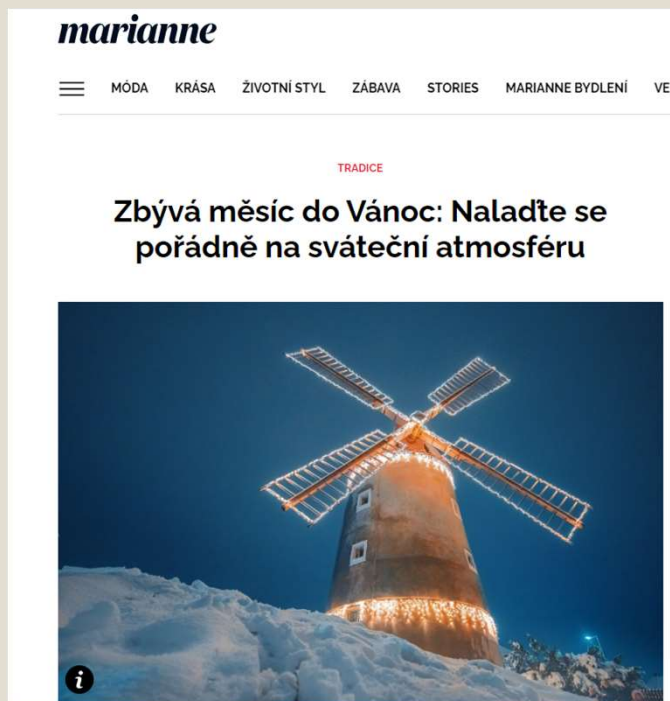 marianne
MÓDA KRÁSA ŽIVOTNÍ STYL ZÁBAVA STORIES MARIANNE BYDLENÍ VE
TRADICE
Zbývá měsíc do Vánoc: Nalaďte se
pořádně na sváteční atmosféru
i